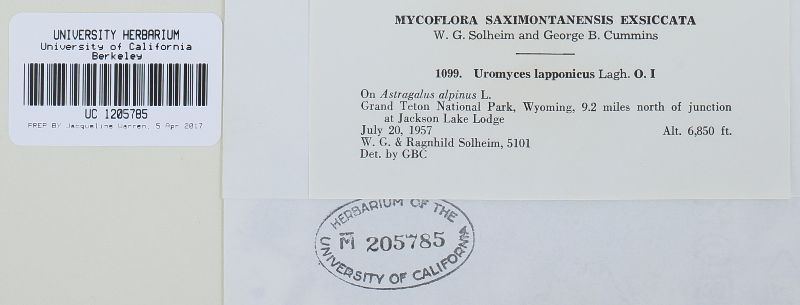 UNIVERSITY HERBARIUM
University of California
Berkeley
UC 1205785
PREP BY Jacqueline Warren, 5 Apr 2017
MYCOFLORA SAXIMONTANENSIS EXSICCATA
W. G. Solheim and George B. Cummins
1099. Uromyces lapponicus Lagh. O. I
On Astragalus alpinus L.
Grand Teton National Park, Wyoming, 9.2 miles north of junction
at Jackson Lake Lodge
July 20, 1957 Alt. 6,850 ft.
W. G. & Ragnhild Solheim, 5101
Det. by GBC
HERBARIUM OF THE
M 205785
UNIVERSITY OF CALIFORNIA